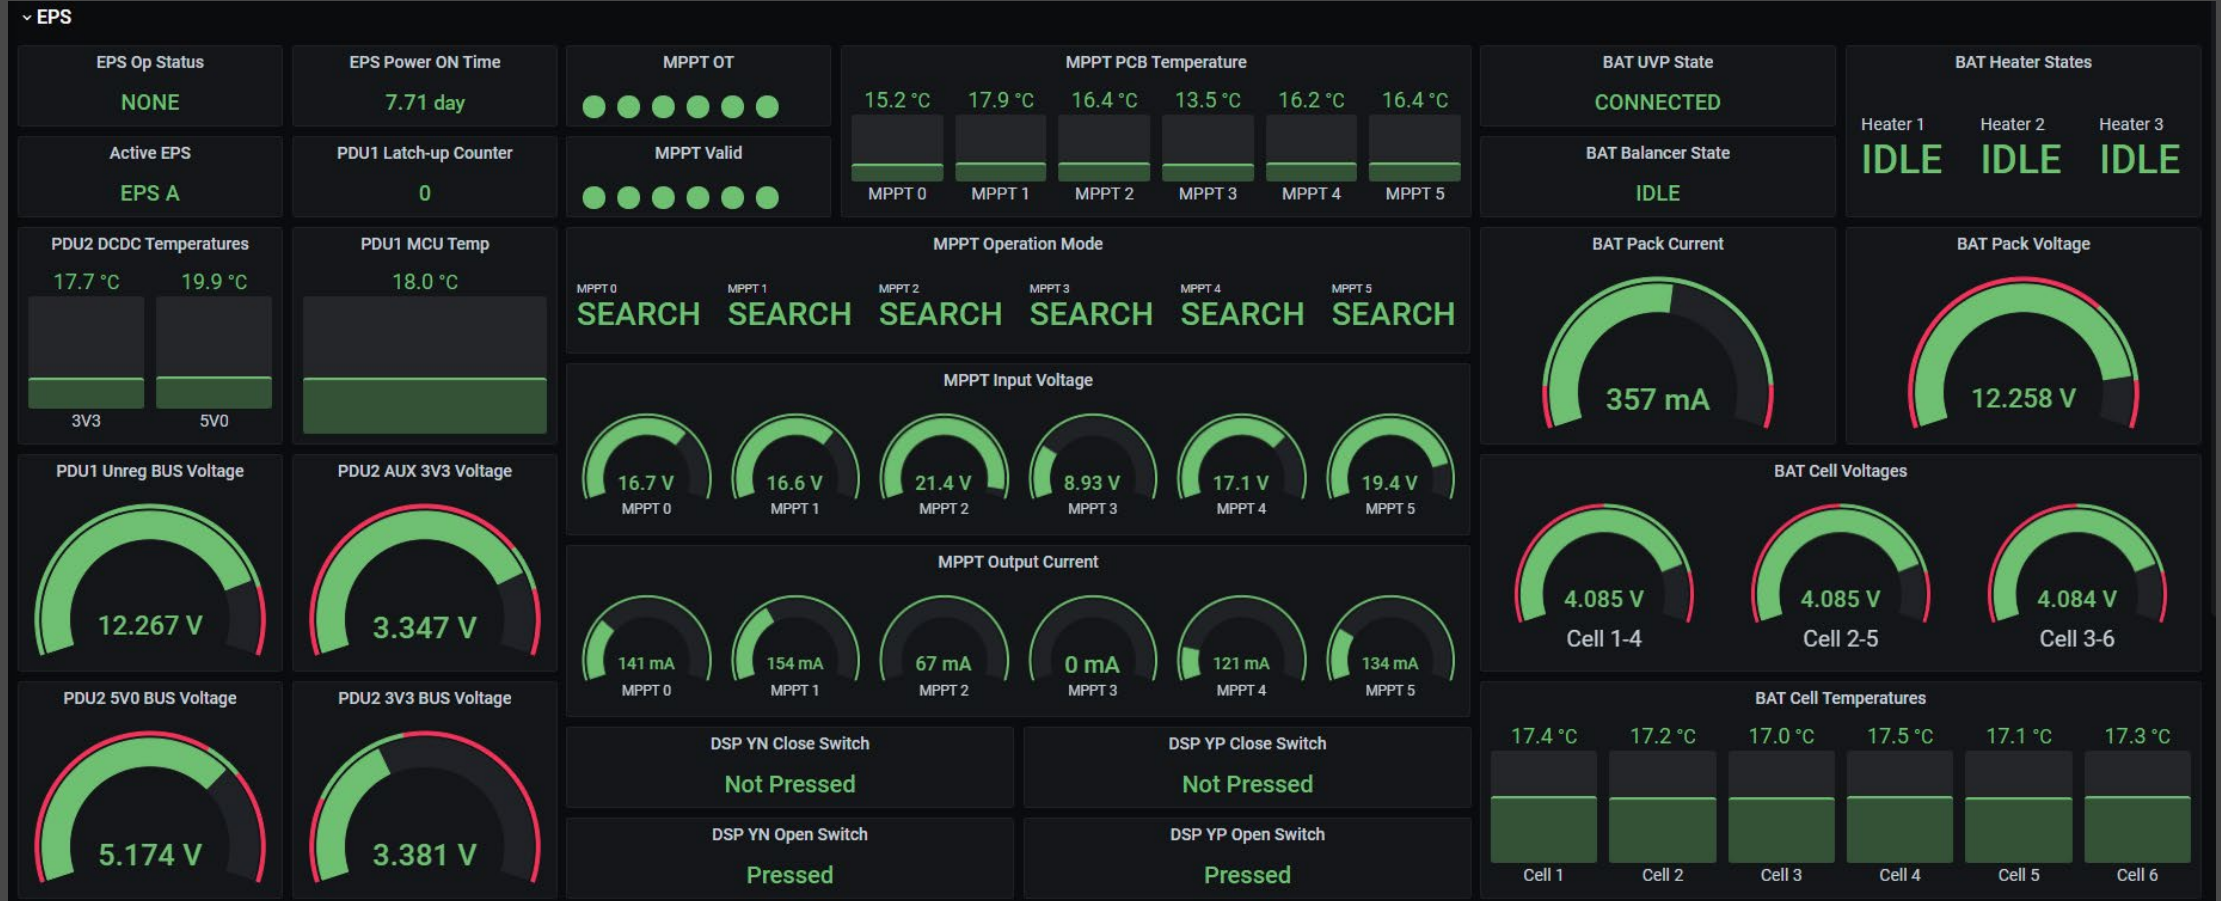 EPS
EPS Op Status
NONE
EPS Power ON Time
7.71 day
MPPT OT
MPPT PCB Temperature
15.2 °C 17.9 °C 16.4 °C 13.5 °C 16.2 °C 16.4 °C
MPPT 0 MPPT 1 MPPT 2 MPPT 3 MPPT 4 MPPT 5
BAT UVP State
CONNECTED
BAT Heater States
Heater 1 Heater 2 Heater 3
IDLE IDLE IDLE
Active EPS
EPS A
PDU1 Latch-up Counter
0
MPPT Valid
BAT Balancer State
IDLE
PDU2 DCDC Temperatures
17.7 °C 19.9 °C
3V3 5V0
PDU1 MCU Temp
18.0 °C
MPPT Operation Mode
MPPT 0 MPPT 1 MPPT 2 MPPT 3 MPPT 4 MPPT 5
SEARCH SEARCH SEARCH SEARCH SEARCH SEARCH
BAT Pack Current
357 mA
BAT Pack Voltage
12.258 V
MPPT Input Voltage
16.7 V 16.6 V 21.4 V 8.93 V 17.1 V 19.4 V
MPPT 0 MPPT 1 MPPT 2 MPPT 3 MPPT 4 MPPT 5
PDU1 Unreg BUS Voltage
12.267 V
PDU2 AUX 3V3 Voltage
3.347 V
BAT Cell Voltages
4.085 V 4.085 V 4.084 V
Cell 1-4 Cell 2-5 Cell 3-6
MPPT Output Current
141 mA 154 mA 67 mA 0 mA 121 mA 134 mA
MPPT 0 MPPT 1 MPPT 2 MPPT 3 MPPT 4 MPPT 5
PDU2 5V0 BUS Voltage
5.174 V
PDU2 3V3 BUS Voltage
3.381 V
DSP YN Close Switch
Not Pressed
DSP YP Close Switch
Not Pressed
DSP YN Open Switch
Pressed
DSP YP Open Switch
Pressed
BAT Cell Temperatures
17.4 °C 17.2 °C 17.0 °C 17.5 °C 17.1 °C 17.3 °C
Cell 1 Cell 2 Cell 3 Cell 4 Cell 5 Cell 6